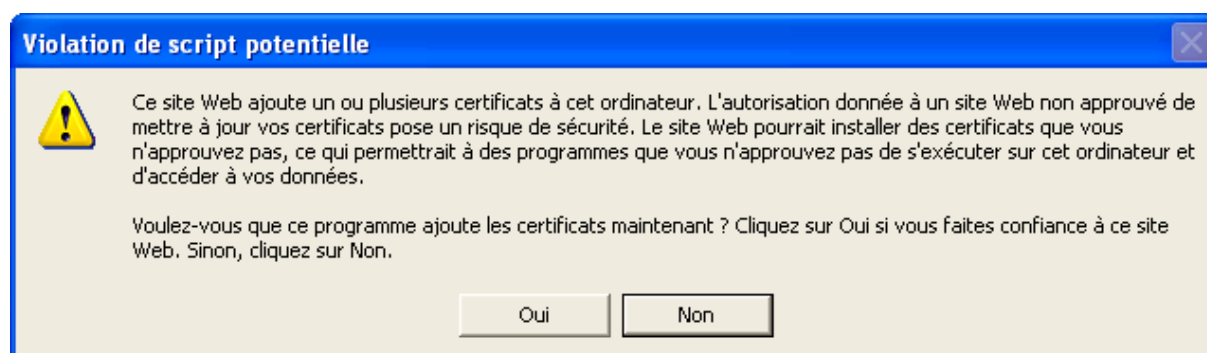 Violation de script potentielle
Ce site Web ajoute un ou plusieurs certificats à cet ordinateur. L'autorisation donnée à un site Web non approuvé de
mettre à jour vos certificats pose un risque de sécurité. Le site Web pourrait installer des certificats que vous
n'approuvez pas, ce qui permettrait à des programmes que vous n'approuvez pas de s'exécuter sur cet ordinateur et
d'accéder à vos données.
Voulez-vous que ce programme ajoute les certificats maintenant ? Cliquez sur Oui si vous faites confiance à ce site
Web. Sinon, cliquez sur Non.
Oui
Non